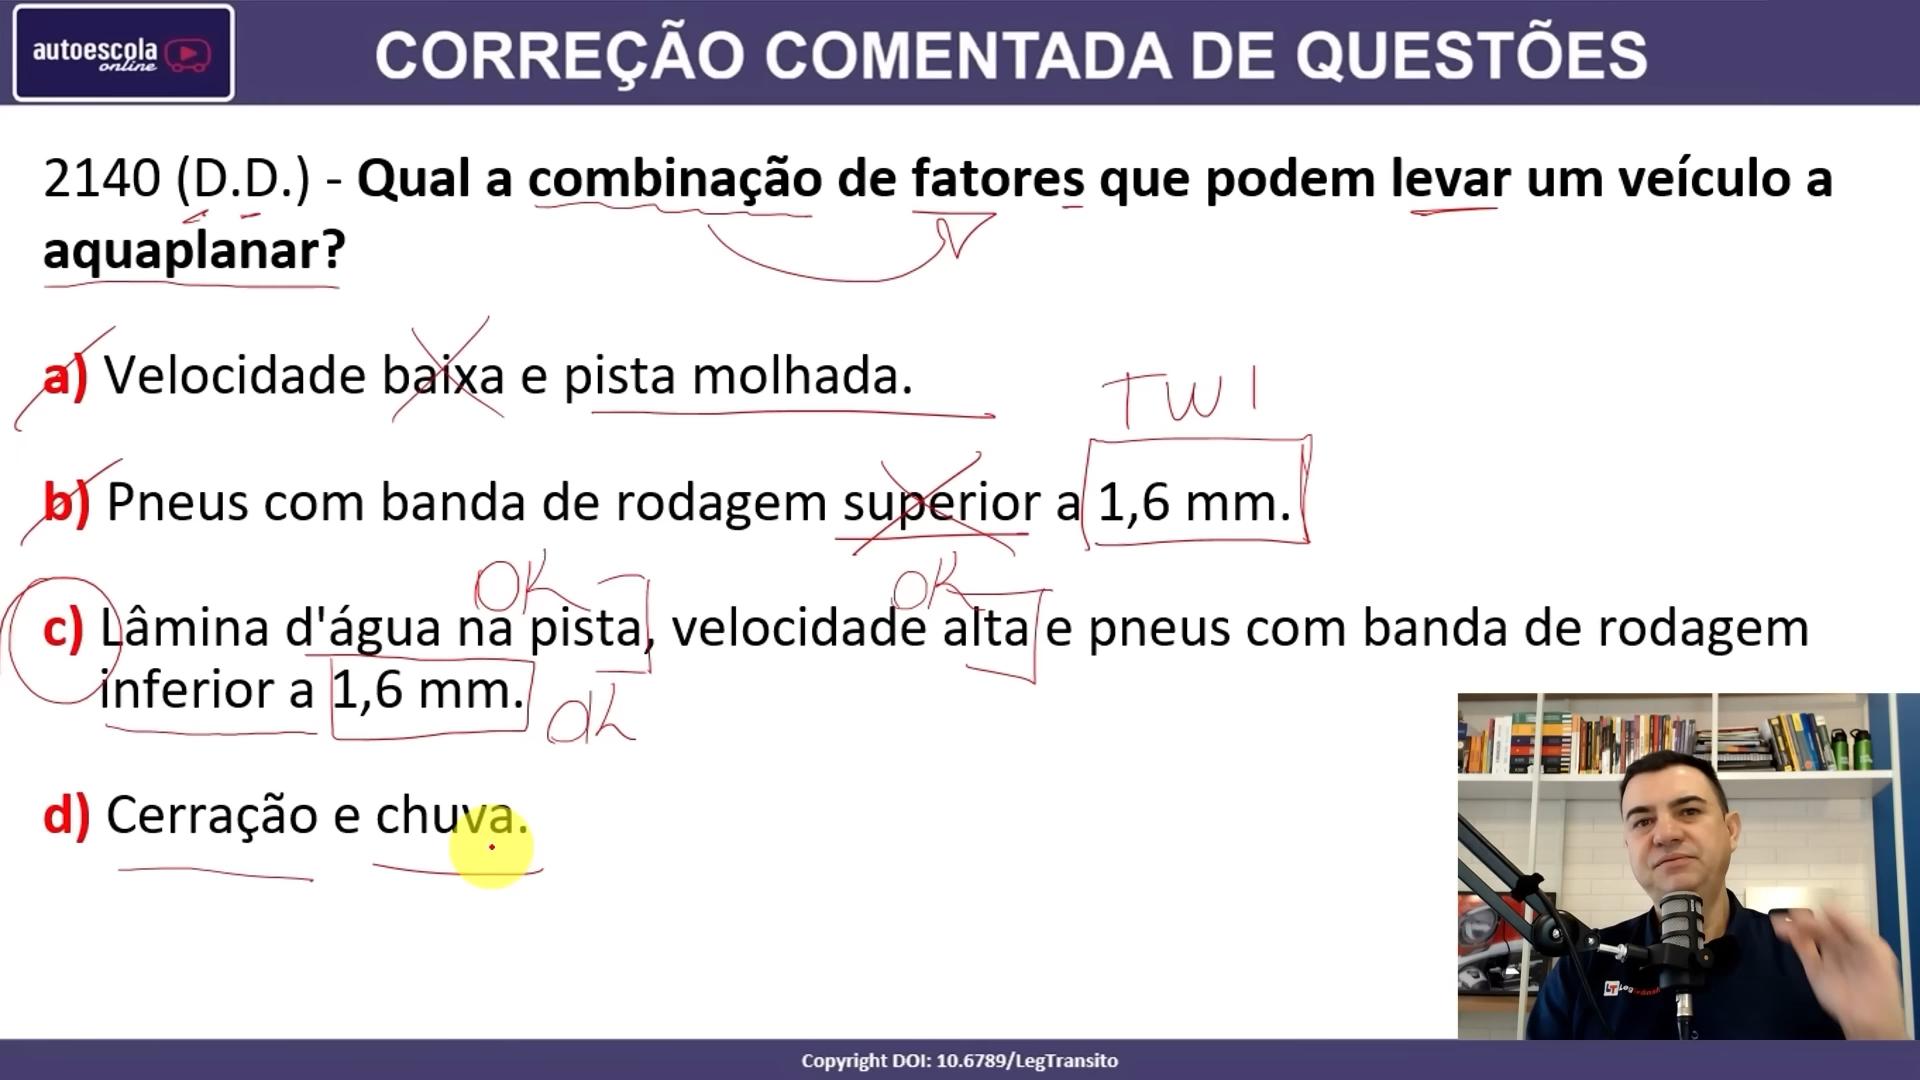 autoescola
online
CORREÇÃO COMENTADA DE QUESTÕES
2140 (D.D.) - Qual a combinação de fatores que podem levar um veículo a
aquaplanar?
a) Velocidade baixa e pista molhada.
TWI
b) Pneus com banda de rodagem superior a 1,6 mm.
OK OK
c) Lâmina d'água na pista, velocidade alta e pneus com banda de rodagem
inferior a 1,6 mm.
OK
d) Cerração e chuva.
Copyright DOI: 10.6789/LegTransito